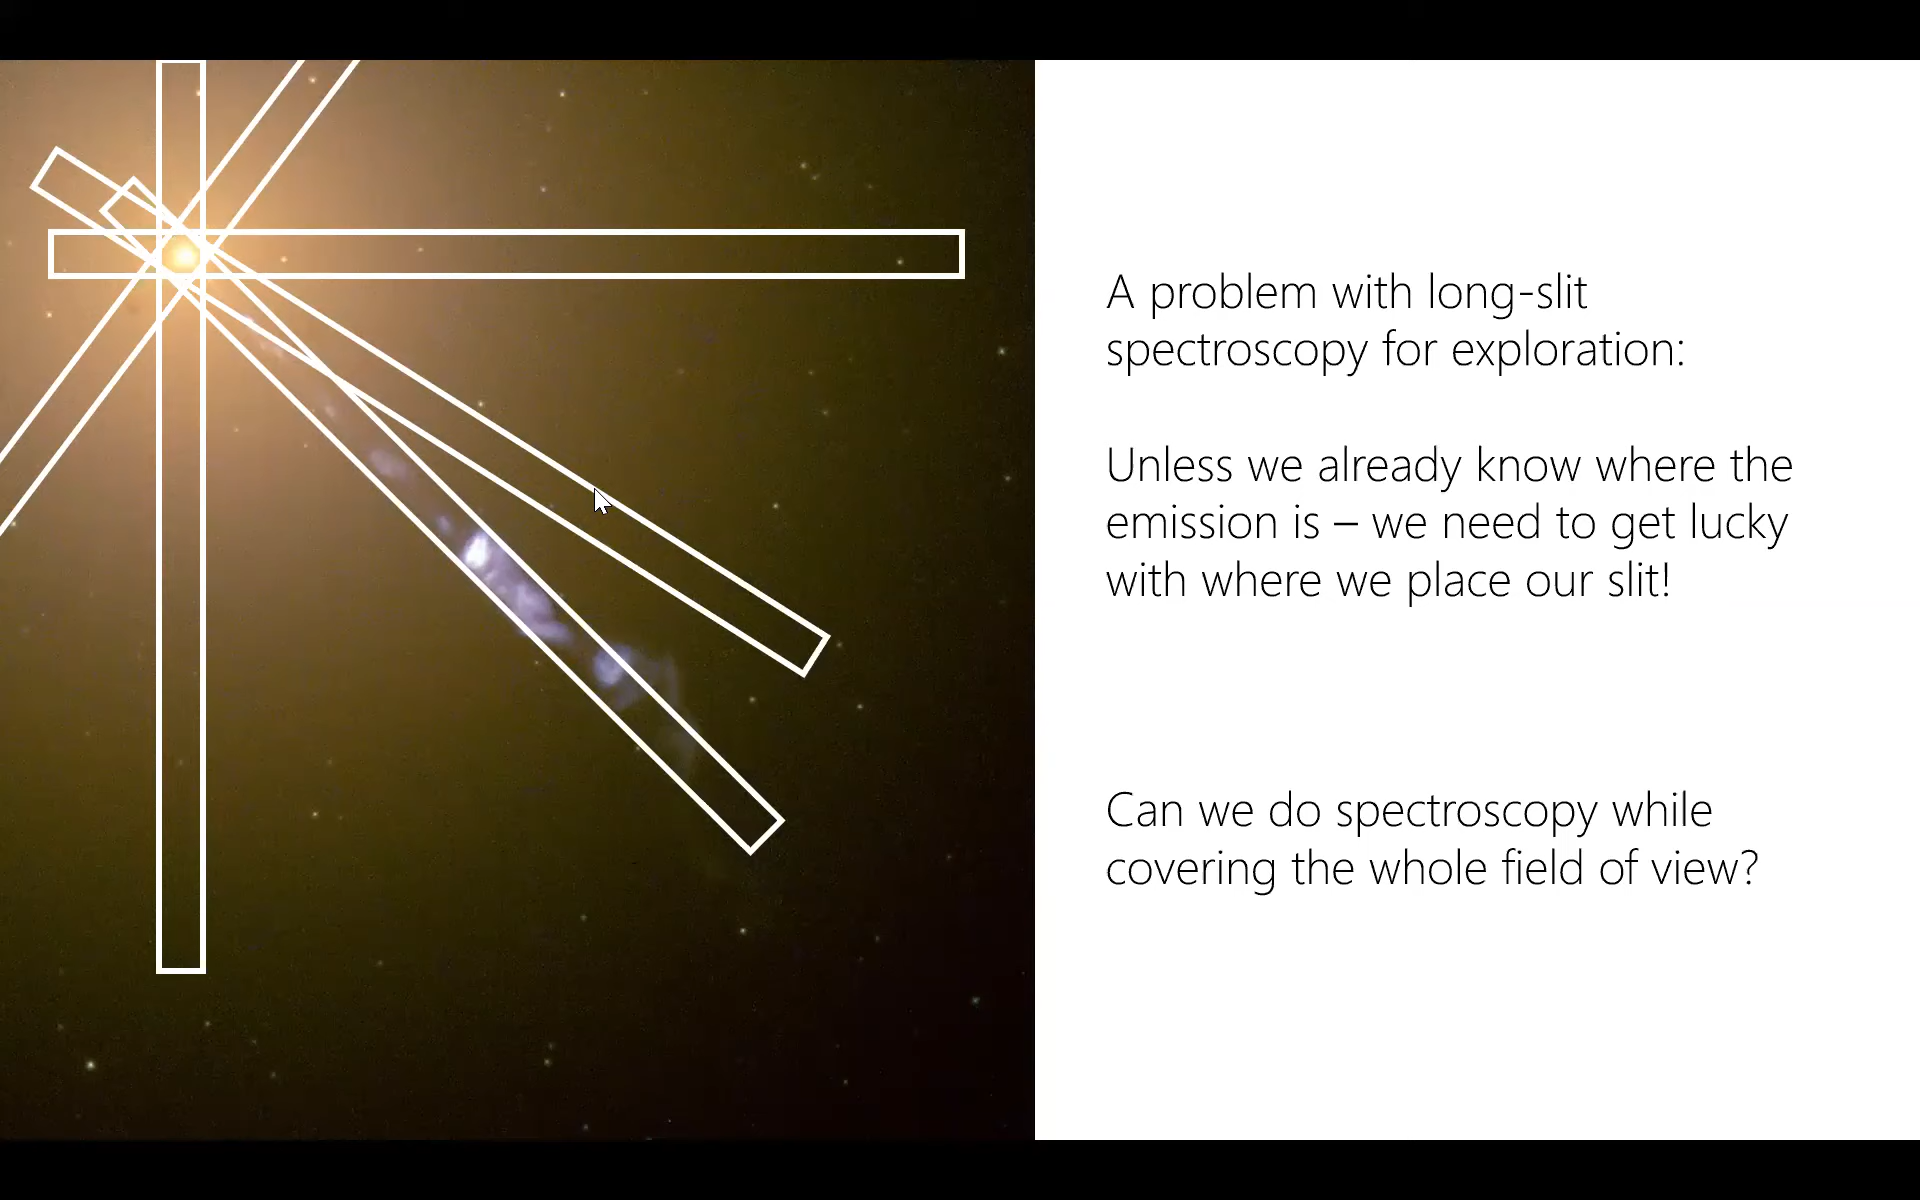 A problem with long-slit
spectroscopy for exploration:
Unless we already know where the
emission is – we need to get lucky
with where we place our slit!
Can we do spectroscopy while
covering the whole field of view?